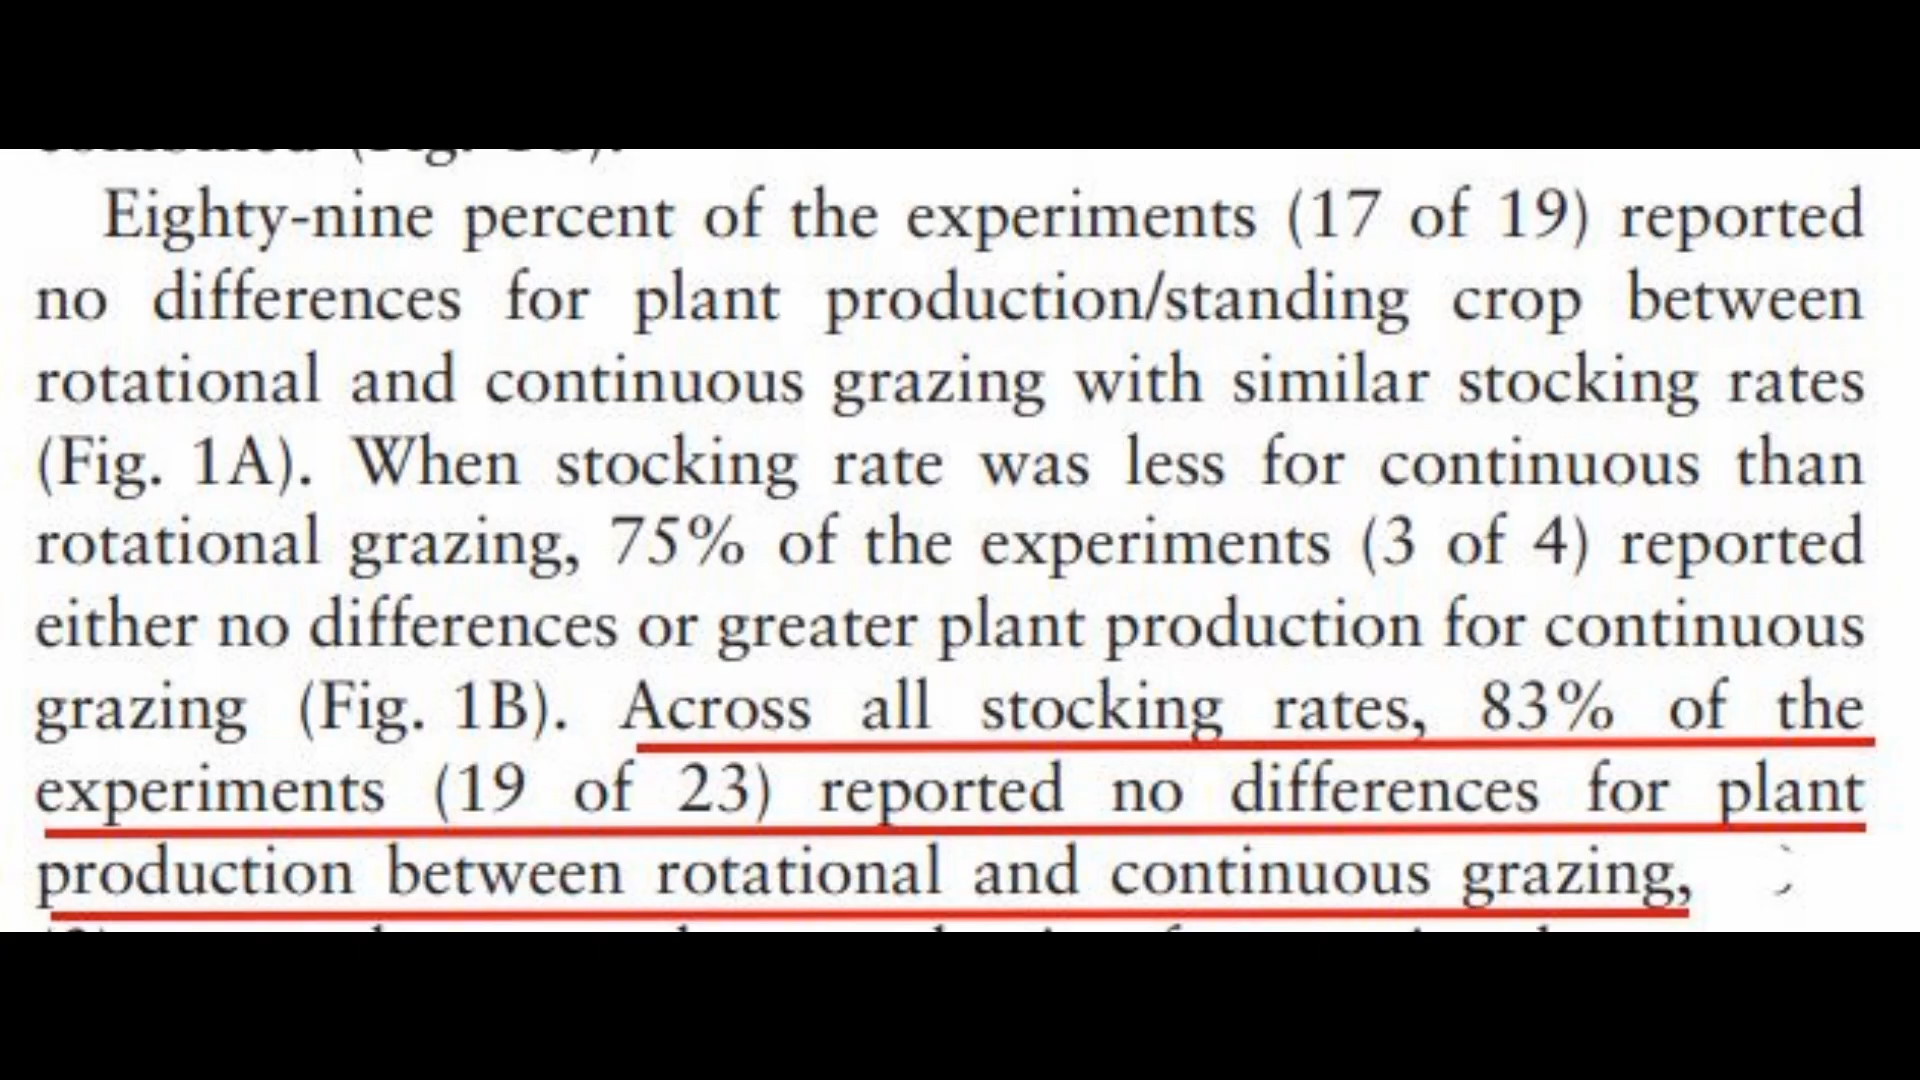 Eighty-nine percent of the experiments (17 of 19) reported
no differences for plant production/standing crop between
rotational and continuous grazing with similar stocking rates
(Fig. 1A). When stocking rate was less for continuous than
rotational grazing, 75% of the experiments (3 of 4) reported
either no differences or greater plant production for continuous
grazing (Fig. 1B). Across all stocking rates, 83% of the
experiments (19 of 23) reported no differences for plant
production between rotational and continuous grazing,